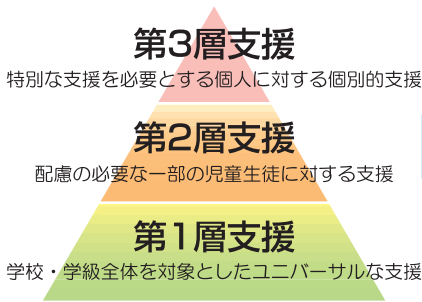 第3層支援
特別な支援を必要とする個人に対する個別的支援
第2層支援
配慮の必要な一部の児童生徒に対する支援
第1層支援
学校・学級全体を対象としたユニバーサルな支援